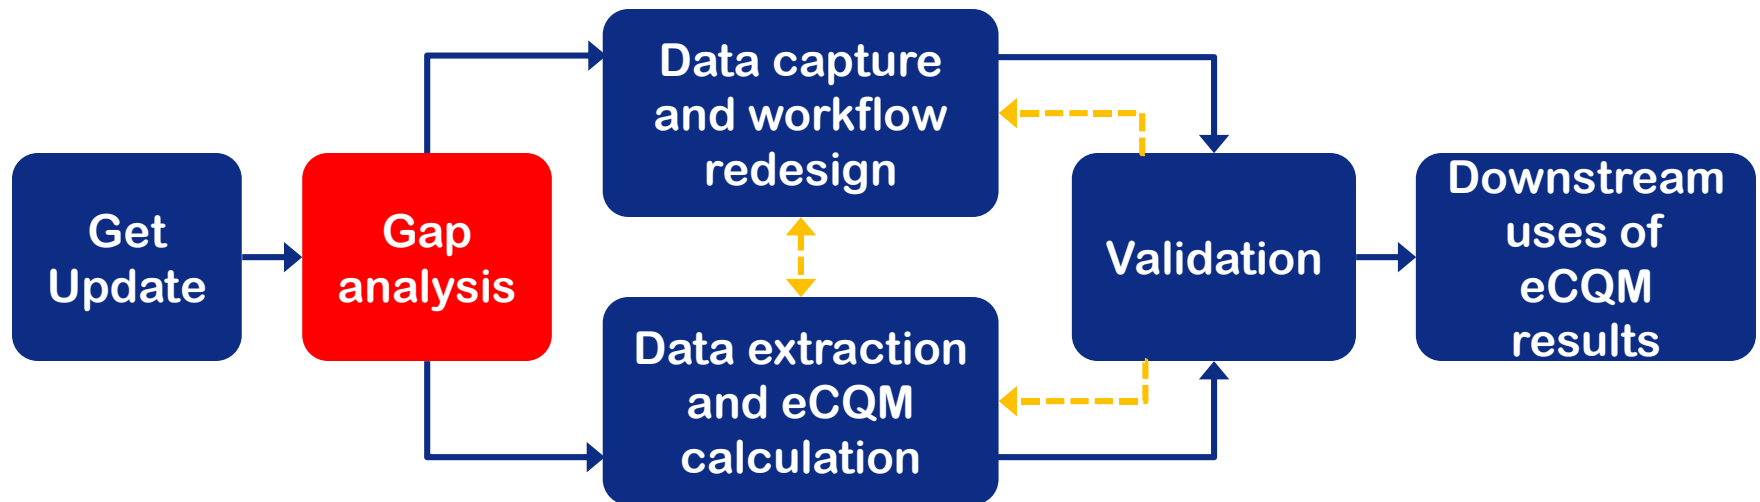 Get
Update
Gap
analysis
Data capture
and workflow
redesign
Data extraction
and eCQM
calculation
Validation
Downstream
uses of
eCQM
results